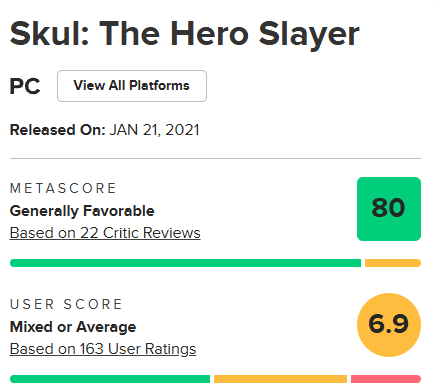 Skul: The Hero Slayer
PC View All Platforms
Released On: JAN 21, 2021
METASCORE
Generally Favorable
Based on 22 Critic Reviews
80
USER SCORE
Mixed or Average
Based on 163 User Ratings
6.9